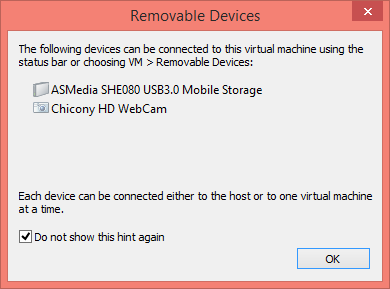 Removable Devices
The following devices can be connected to this virtual machine using the
status bar or choosing VM > Removable Devices:
ASMedia SHE080 USB3.0 Mobile Storage
Chicony HD WebCam
Each device can be connected either to the host or to one virtual machine
at a time.
Do not show this hint again
OK